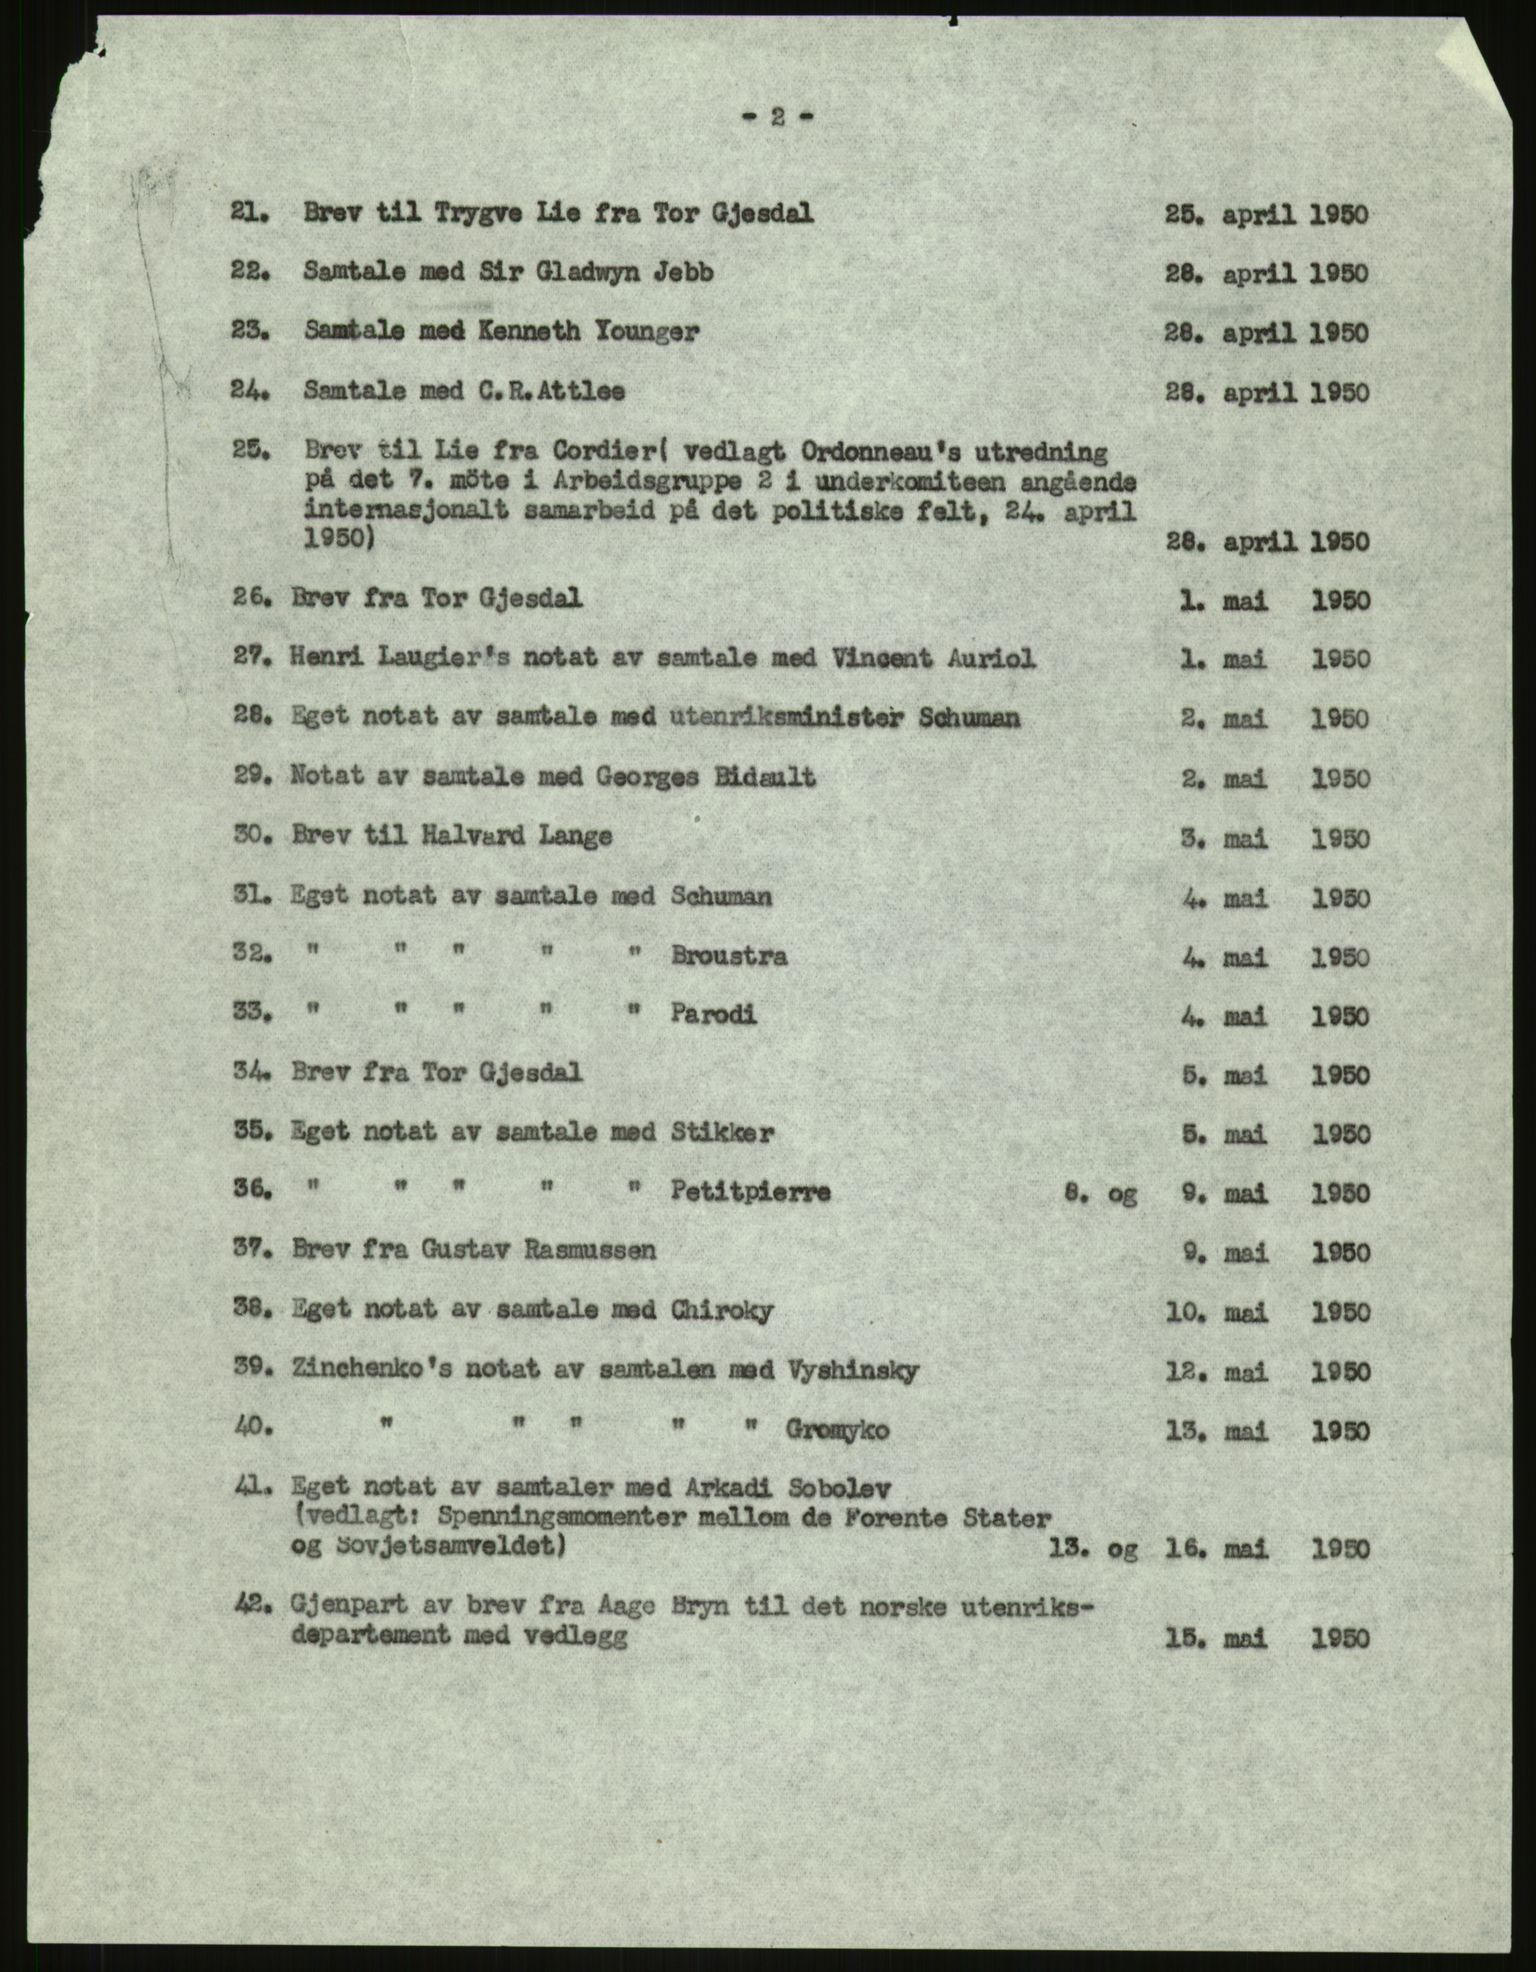 - 2 -
21. Brev til Trygve Lie fra Tor Gjesdal 25. april 1950
22. Samtale med Sir Gladwyn Jebb 28. april 1950
23. Samtale med Kenneth Younger 28. april 1950
24. Samtale med C.R.Attlee 28. april 1950
25. Brev til Lie fra Cordier( vedlagt Ordonneau's utredning
på det 7. möte i Arbeidsgruppe 2 i underkomiteen angående
internasjonalt samarbeid på det politiske felt, 24. april
1950) 28. april 1950
26. Brev fra Tor Gjesdal 1. mai 1950
27. Henri Laugier's notat av samtale med Vincent Auriol 1. mai 1950
28. Eget notat av samtale med utenriksminister Schuman 2. mai 1950
29. Notat av samtale med Georges Bidault 2. mai 1950
30. Brev til Halvard Lange 3. mai 1950
31. Eget notat av samtale med Schuman 4. mai 1950
32. " " " " " Broustra 4. mai 1950
33. " " " " " Parodi 4. mai 1950
34. Brev fra Tor Gjesdal 5. mai 1950
35. Eget notat av samtale med Stikker 5. mai 1950
36. " " " " " Petitpierre 8. og 9. mai 1950
37. Brev fra Gustav Rasmussen 9. mai 1950
38. Eget notat av samtale med Chiroky 10. mai 1950
39. Zinchenko's notat av samtalen med Vyshinsky 12. mai 1950
40. " " " " " Gromyko 13. mai 1950
41. Eget notat av samtaler med Arkadi Sobolev
(vedlagt: Spenningsmomenter mellom de Forente Stater
og Sovjetsamveldet) 13. og 16. mai 1950
42. Gjenpart av brev fra Aage Bryn til det norske utenriks-
departement med vedlegg 15. mai 1950